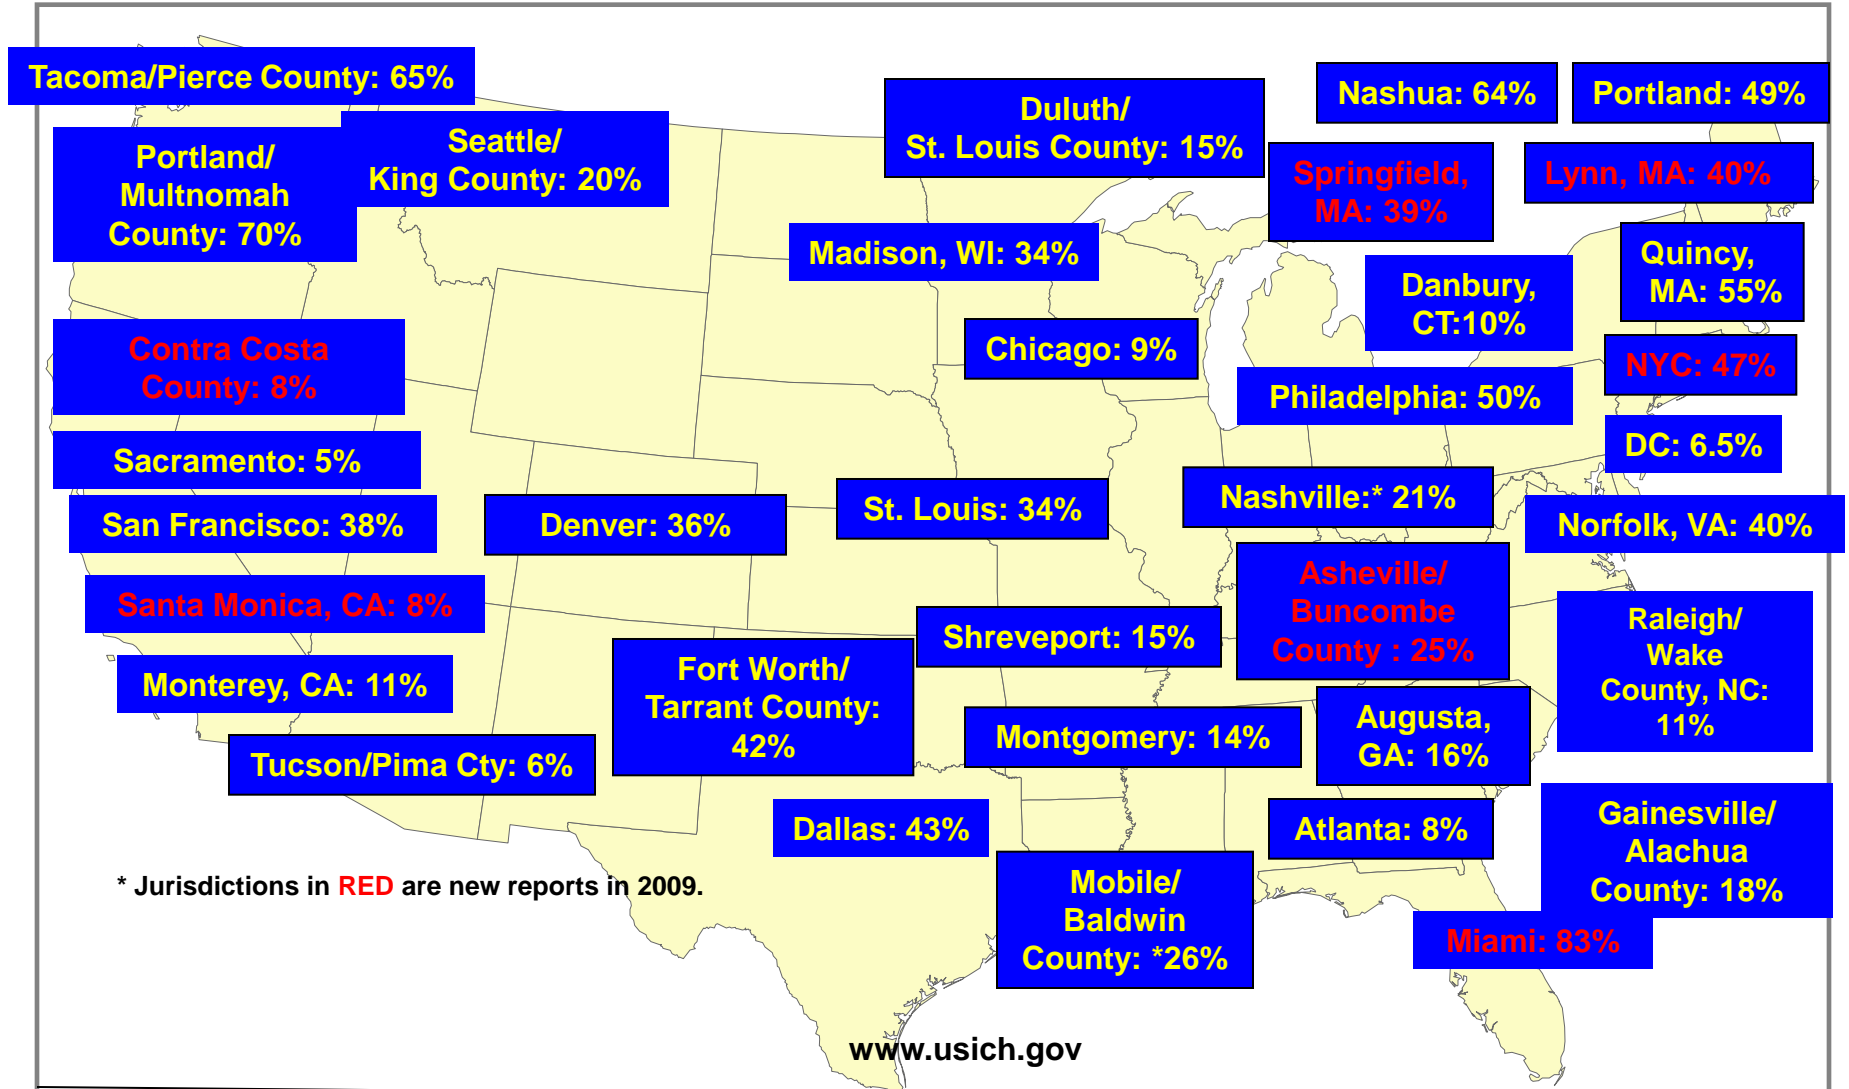 Tacoma/Pierce County: 65%
Portland/
Multnomah
County: 70%
Seattle/
King County: 20%
Duluth/
St. Louis County: 15%
Nashua: 64%
Portland: 49%
Springfield,
MA: 39%
Lynn, MA: 40%
Madison, WI: 34%
Quincy,
MA: 55%
Danbury,
CT:10%
Contra Costa
County: 8%
Chicago: 9%
NYC: 47%
Philadelphia: 50%
Sacramento: 5%
DC: 6.5%
San Francisco: 38%
Denver: 36%
St. Louis: 34%
Nashville:* 21%
Norfolk, VA: 40%
Santa Monica, CA: 8%
Asheville/
Buncombe
County : 25%
Raleigh/
Wake
County, NC:
11%
Shreveport: 15%
Monterey, CA: 11%
Fort Worth/
Tarrant County:
42%
Montgomery: 14%
Augusta,
GA: 16%
Tucson/Pima Cty: 6%
Dallas: 43%
Atlanta: 8%
Gainesville/
Alachua
County: 18%
Mobile/
Baldwin
County: *26%
Miami: 83%
* Jurisdictions in RED are new reports in 2009.
www.usich.gov